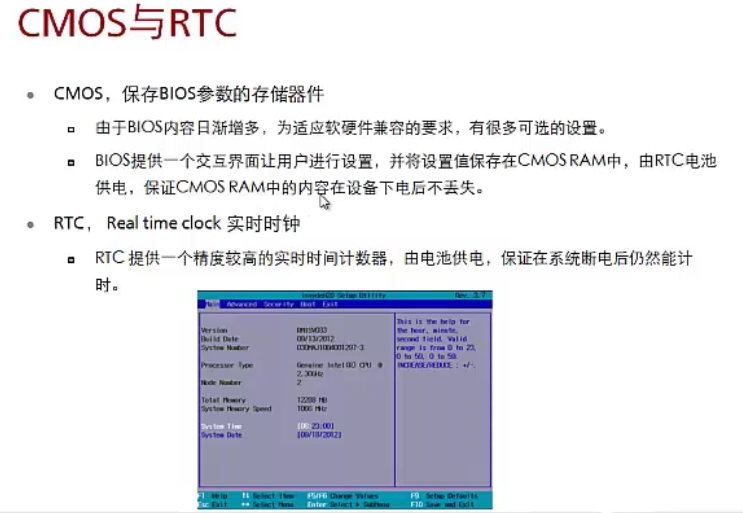 CMOS与RTC
CMOS，保存BIOS参数的存储器件
由于BIOS内容日渐增多，为适应软硬件兼容的要求，有很多可选的设置。
BIOS提供一个交互界面让用户进行设置，并将设置值保存在CMOS RAM中，由RTC电池
供电，保证CMOS RAM中的内容在设备下电后不丢失。
RTC， Real time clock 实时时钟
RTC 提供一个精度较高的实时时间计数器，由电池供电，保证在系统断电后仍然能计
时。
InsydeH20 Setup Utility Rev. 3.7
Main Advanced Security Boot Exit
Version
Build Date 09/13/2012
System Number
Processor Type Genuine Intel(R) CPU @
2.30GHz
Node Number 2
Total Memory 12288 MB
System Memory Speed 1066 MHz
System Time
System Date [09/18/2012]
This is the help for
the hour, minute,
second field. Valid
range is from 0 to 23,
0 to 59, 0 to 59.
INCREASE/REDUCE : +/-.
F1 Help ↑↓ Select Item F5/F6 Change Values F9 Setup Defaults
Esc Exit ↔ Select Menu Enter Select ▶ SubMenu F10 Save and Exit